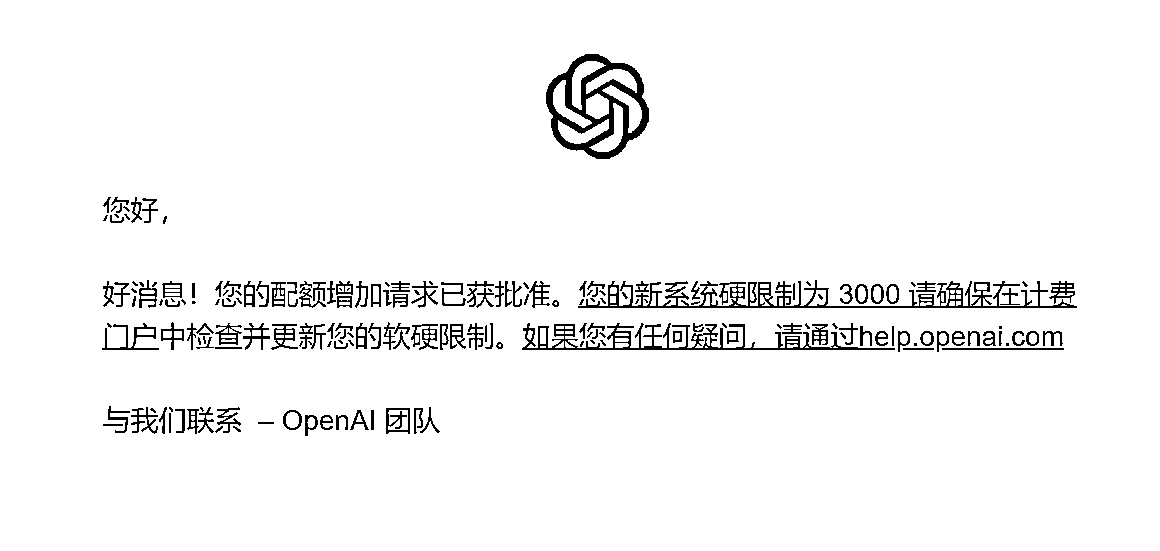 您好，
好消息！您的配额增加请求已获批准。您的新系统硬限制为 3000 请确保在计费
门户中检查并更新您的软硬限制。如果您有任何疑问，请通过help.openai.com
与我们联系 – OpenAI 团队